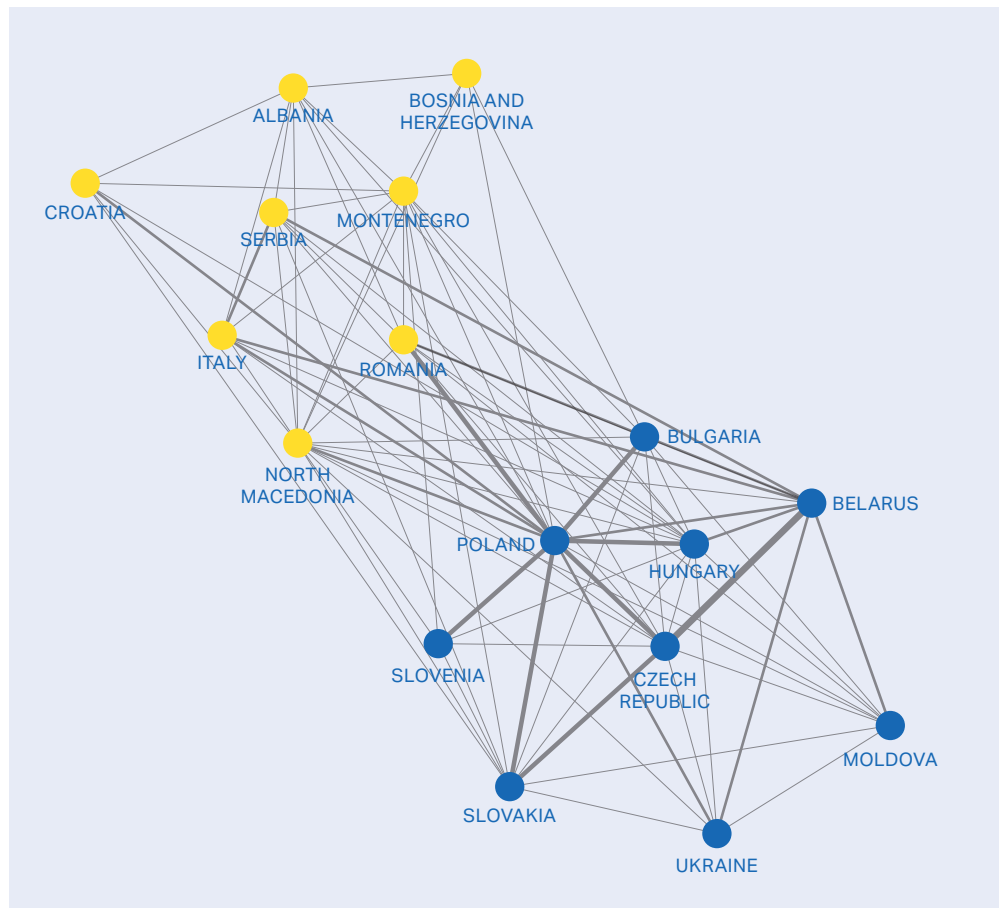 ALBANIA
BOSNIA AND
HERZEGOVINA
CROATIA
MONTENEGRO
SERBIA
ITALY
ROMANIA
BULGARIA
NORTH
MACEDONIA
BELARUS
POLAND
HUNGARY
SLOVENIA
CZECH
REPUBLIC
MOLDOVA
SLOVAKIA
UKRAINE